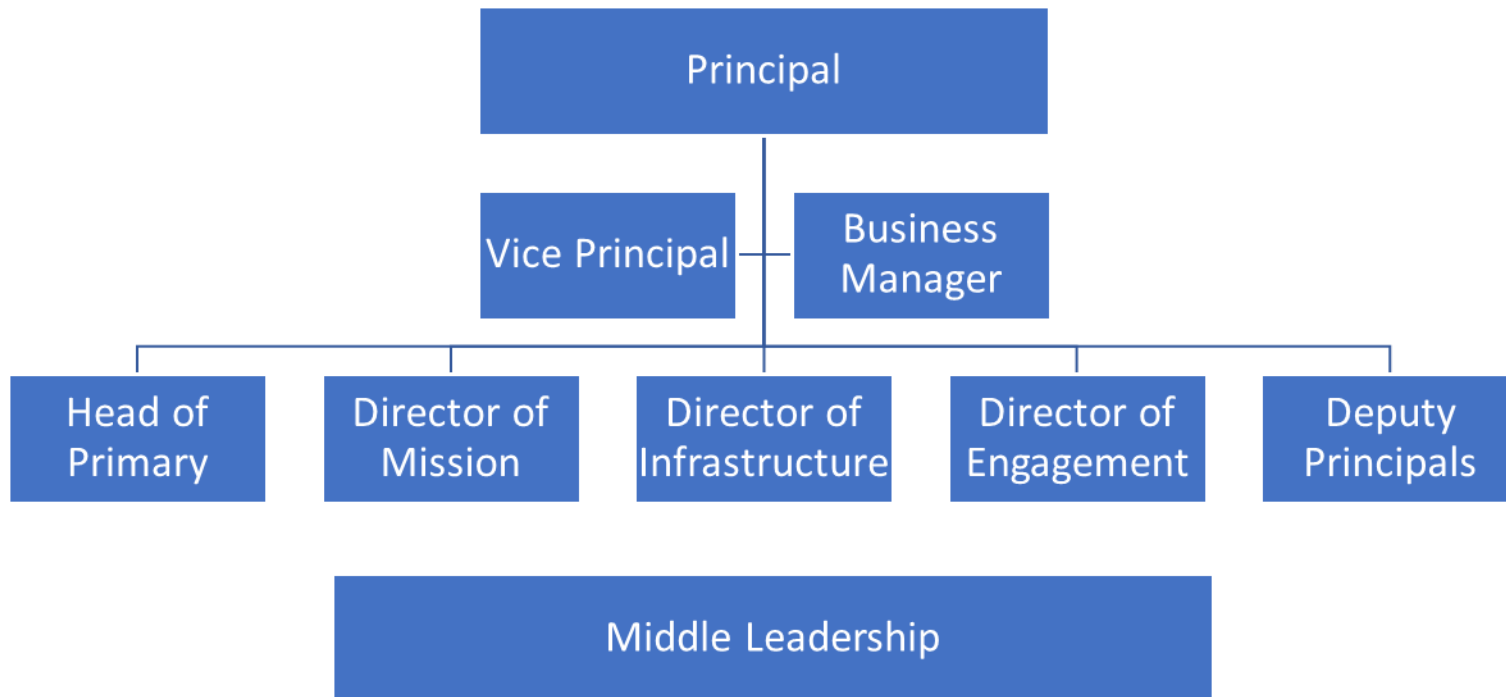 Principal
Vice Principal
Business
Manager
Head of
Primary
Director of
Mission
Director of
Infrastructure
Director of
Engagement
Deputy
Principals
Middle Leadership